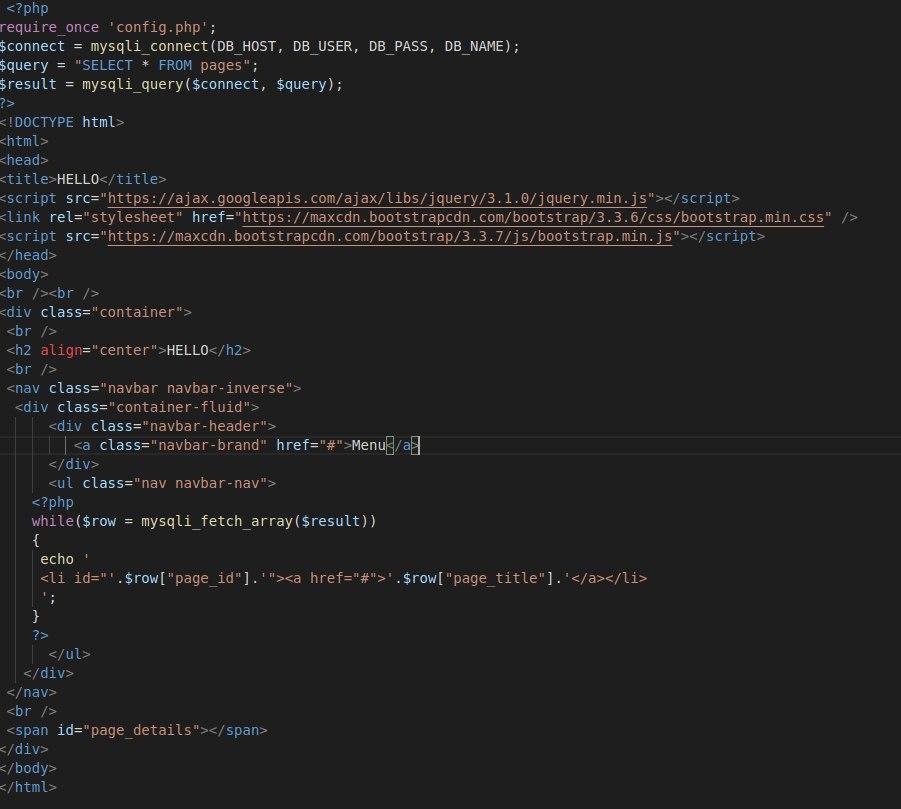 <?php
require_once 'config.php';
$connect = mysqli_connect(DB_HOST, DB_USER, DB_PASS, DB_NAME);
$query = "SELECT * FROM pages";
$result = mysqli_query($connect, $query);
?>
<!DOCTYPE html>
<html>
<head>
<title>HELLO</title>
<script src="https://ajax.googleapis.com/ajax/libs/jquery/3.1.0/jquery.min.js"></script>
<link rel="stylesheet" href="https://maxcdn.bootstrapcdn.com/bootstrap/3.3.6/css/bootstrap.min.css" />
<script src="https://maxcdn.bootstrapcdn.com/bootstrap/3.3.7/js/bootstrap.min.js"></script>
</head>
<body>
<br /><br />
<div class="container">
<br />
<h2 align="center">HELLO</h2>
<br />
<nav class="navbar navbar-inverse">
<div class="container-fluid">
<div class="navbar-header">
<a class="navbar-brand" href="#">Menu</a>
</div>
<ul class="nav navbar-nav">
<?php
while($row = mysqli_fetch_array($result))
{
echo '
<li id="'.$row["page_id"].'"><a href="#">'.$row["page_title"].'</a></li>
';
}
?>
</ul>
</div>
</nav>
<br />
<span id="page_details"></span>
</div>
</body>
</html>